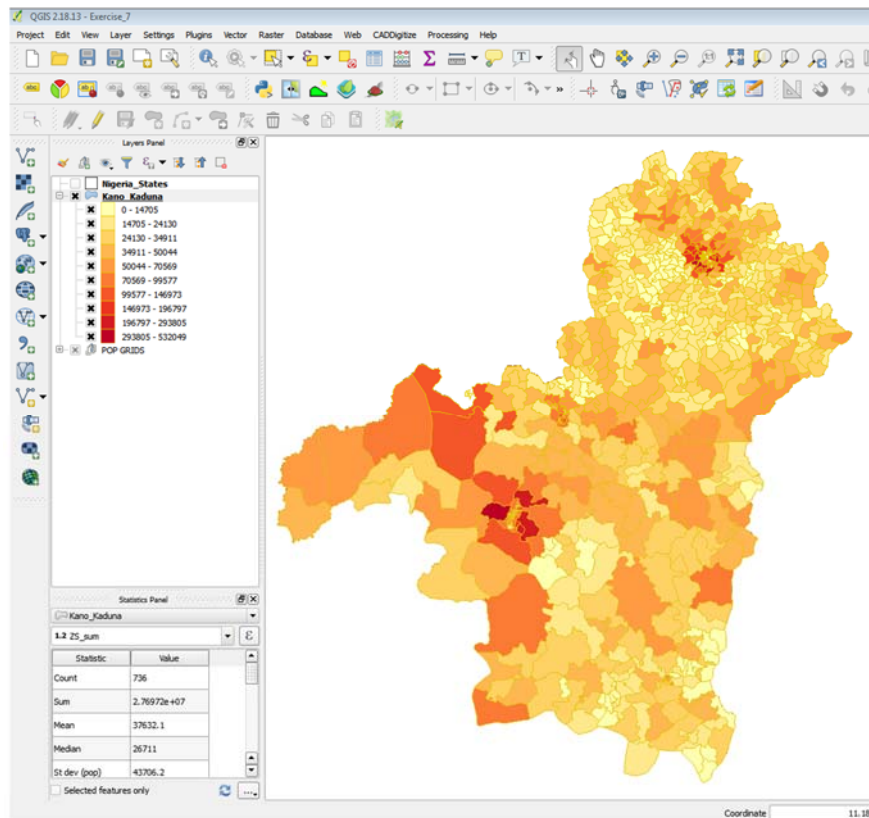 QGIS 2.18.13 - Exercise_7
Project Edit View Layer Settings Plugins Vector Raster Database Web CADDigitize Processing Help
Layers Panel
Nigeria_States
Kano_Kaduna
0 - 14705
14705 - 24130
24130 - 34911
34911 - 50044
50044 - 70569
70569 - 99577
99577 - 146973
146973 - 196797
196797 - 293805
293805 - 532049
POP GRIDS
Statistics Panel
Kano_Kaduna
1.2 ZS_sum
Statistic Value
Count 736
Sum 2.76972e+07
Mean 37632.1
Median 26711
St dev (pop) 43706.2
Selected features only
Coordinate 11.18